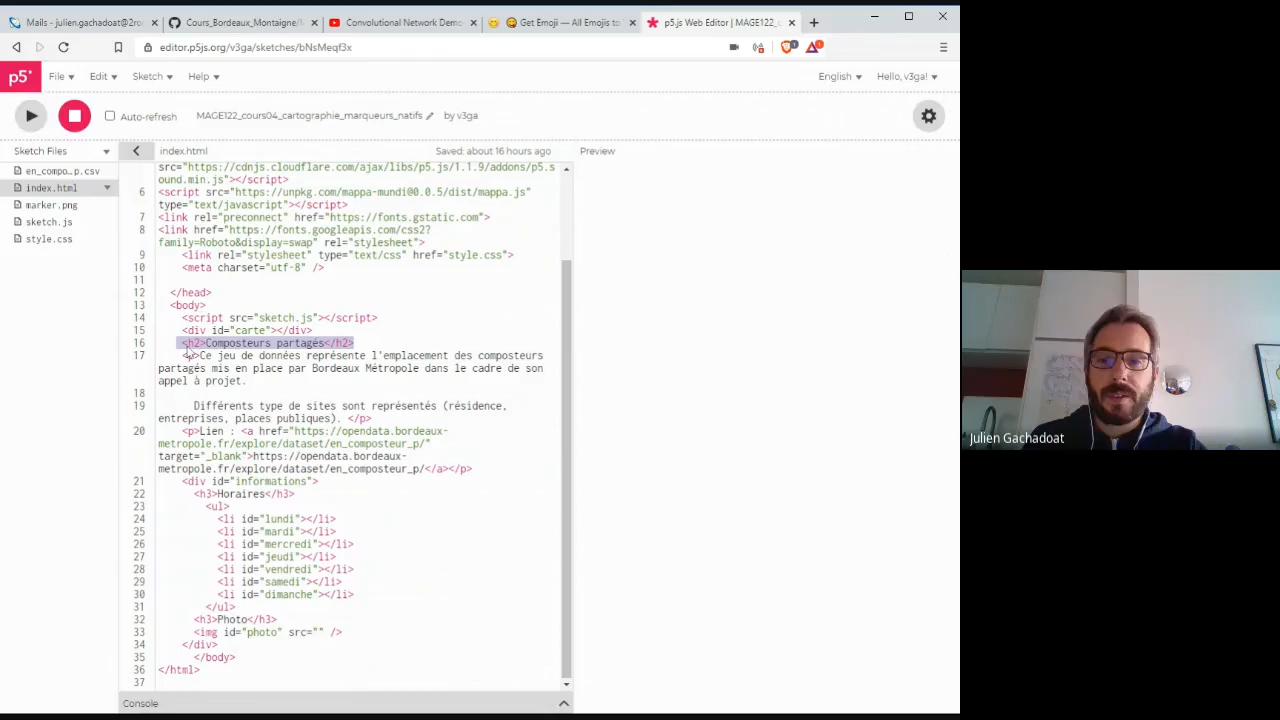 Mails - julien.gachadoat@2ro
Cours_Bordeaux_Montaigne/
Convolutional Network Demo
Get Emoji — All Emojis to
p5.js Web Editor | MAGE122_c
editor.p5js.org/v3ga/sketches/bNsMeqf3x
p5* File Edit Sketch Help English Hello, v3ga!
Auto-refresh MAGE122_cours04_cartographie_marqueurs_natifs by v3ga
Sketch Files index.html Saved: about 16 hours ago Preview
en_compo…p.csv
index.html
marker.png
sketch.js
style.css
src="https://cdnjs.cloudflare.com/ajax/libs/p5.js/1.1.9/addons/p5.s
ound.min.js"></script>
6 <script src="https://unpkg.com/mappa-mundi@0.0.5/dist/mappa.js"
type="text/javascript"></script>
7 <link rel="preconnect" href="https://fonts.gstatic.com">
8 <link href="https://fonts.googleapis.com/css2?
family=Roboto&display=swap" rel="stylesheet">
9 <link rel="stylesheet" type="text/css" href="style.css">
10 <meta charset="utf-8" />
11
12 </head>
13 <body>
14 <script src="sketch.js"></script>
15 <div id="carte"></div>
16 <h2>Composteurs partagés</h2>
17 <p>Ce jeu de données représente l'emplacement des composteurs
partagés mis en place par Bordeaux Métropole dans le cadre de son
appel à projet.
18
19 Différents type de sites sont représentés (résidence,
entreprises, places publiques). </p>
20 <p>Lien : <a href="https://opendata.bordeaux-
metropole.fr/explore/dataset/en_composteur_p/"
target="_blank">https://opendata.bordeaux-
metropole.fr/explore/dataset/en_composteur_p/</a></p>
21 <div id="informations">
22 <h3>Horaires</h3>
23 <ul>
24 <li id="lundi"></li>
25 <li id="mardi"></li>
26 <li id="mercredi"></li>
27 <li id="jeudi"></li>
28 <li id="vendredi"></li>
29 <li id="samedi"></li>
30 <li id="dimanche"></li>
31 </ul>
32 <h3>Photo</h3>
33 <img id="photo" src="" />
34 </div>
35 </body>
36 </html>
37
Console
Julien Gachadoat